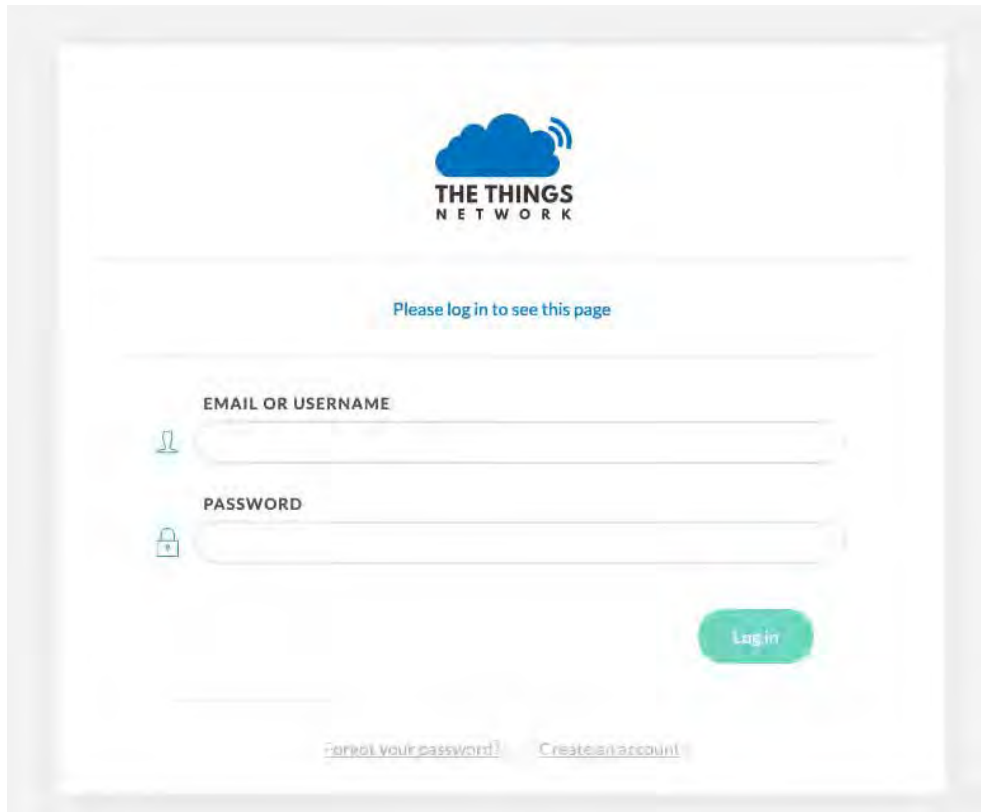 THE THINGS
NETWORK
Please log in to see this page
EMAIL OR USERNAME
PASSWORD
Log in
Forgot your password? Create an account